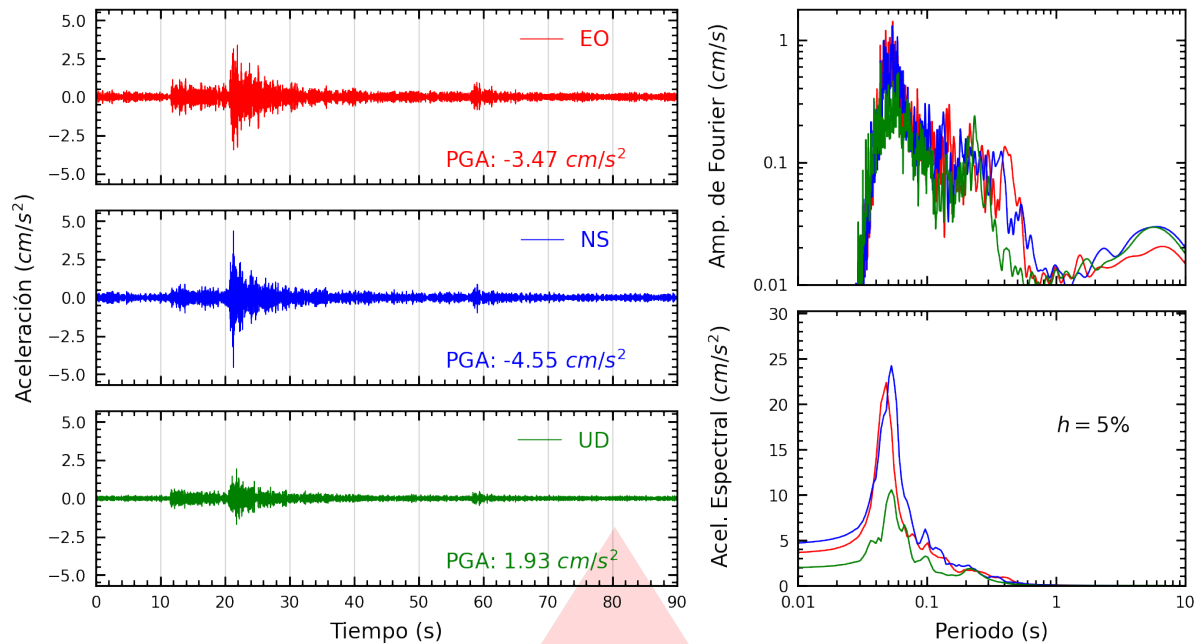 5.0
2.5
0.0
−2.5
−5.0
EO
PGA: -3.47 cm/s²
5.0
2.5
0.0
−2.5
−5.0
NS
PGA: -4.55 cm/s²
5.0
2.5
0.0
−2.5
−5.0
UD
PGA: 1.93 cm/s²
0 10 20 30 40 50 60 70 80 90
Tiempo (s)
Aceleración (cm/s²)
1
0.1
0.01
Amp. de Fourier (cm/s)
30
25
20
15
10
5
0
Acel. Espectral (cm/s²)
h = 5%
0.01 0.1 1 10
Periodo (s)